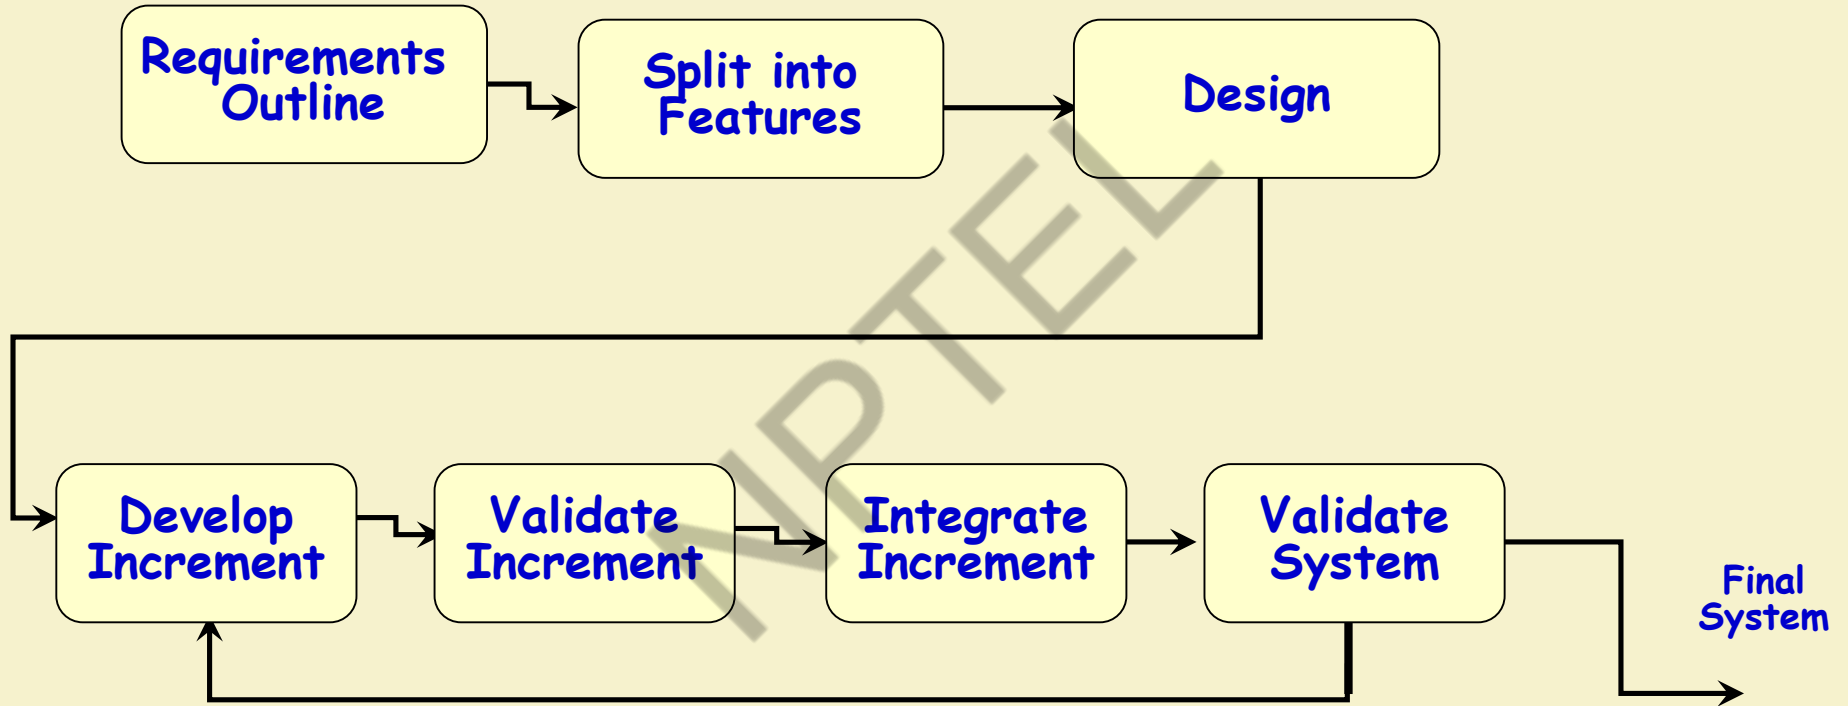 Requirements
Outline
Split into
Features
Design
Develop
Increment
Validate
Increment
Integrate
Increment
Validate
System
Final
System
NPTEL